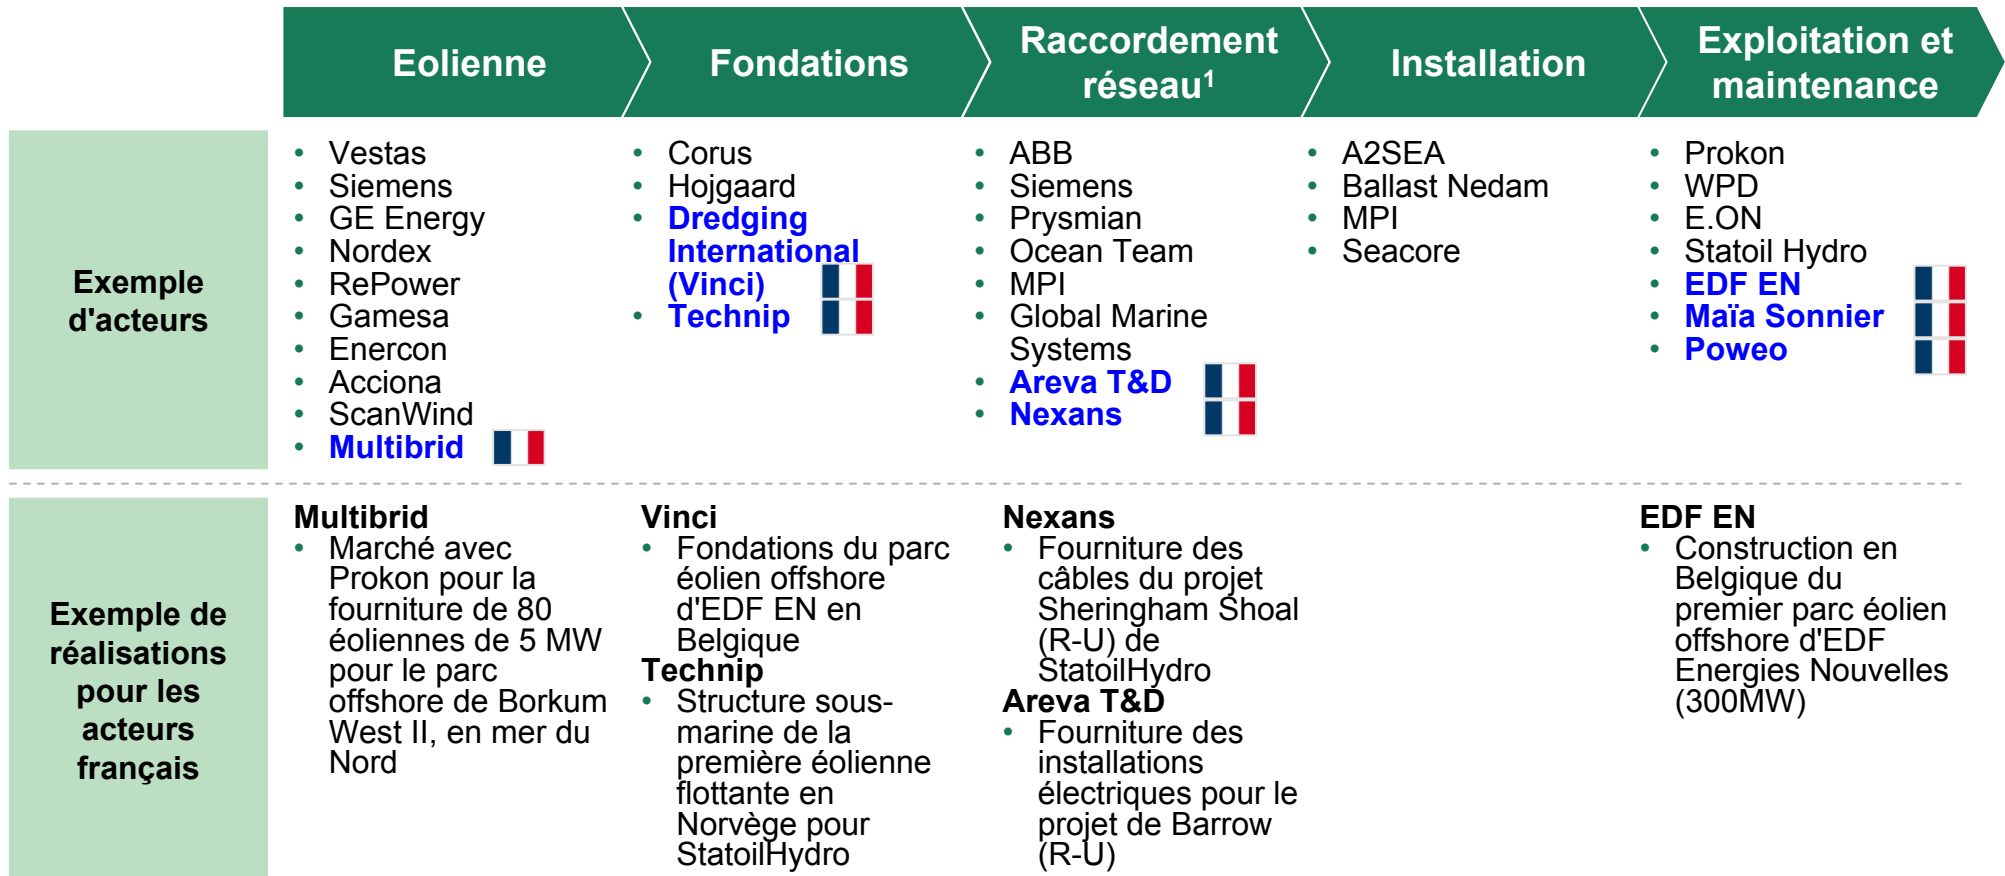 Eolienne
Fondations
Raccordement
réseau¹
Installation
Exploitation et
maintenance
Exemple
d'acteurs
• Vestas
• Siemens
• GE Energy
• Nordex
• RePower
• Gamesa
• Enercon
• Acciona
• ScanWind
• Multibrid
• Corus
• Hojgaard
• Dredging
International
(Vinci)
• Technip
• ABB
• Siemens
• Prysmian
• Ocean Team
• MPI
• Global Marine
Systems
• Areva T&D
• Nexans
• A2SEA
• Ballast Nedam
• MPI
• Seacore
• Prokon
• WPD
• E.ON
• Statoil Hydro
• EDF EN
• Maïa Sonnier
• Poweo
Exemple de
réalisations
pour les
acteurs
français
Multibrid
• Marché avec
Prokon pour la
fourniture de 80
éoliennes de 5 MW
pour le parc
offshore de Borkum
West II, en mer du
Nord
Vinci
• Fondations du parc
éolien offshore
d'EDF EN en
Belgique
Technip
• Structure sous-
marine de la
première éolienne
flottante en
Norvège pour
StatoilHydro
Nexans
• Fourniture des
câbles du projet
Sheringham Shoal
(R-U) de
StatoilHydro
Areva T&D
• Fourniture des
installations
électriques pour le
projet de Barrow
(R-U)
EDF EN
• Construction en
Belgique du
premier parc éolien
offshore d'EDF
Energies Nouvelles
(300MW)